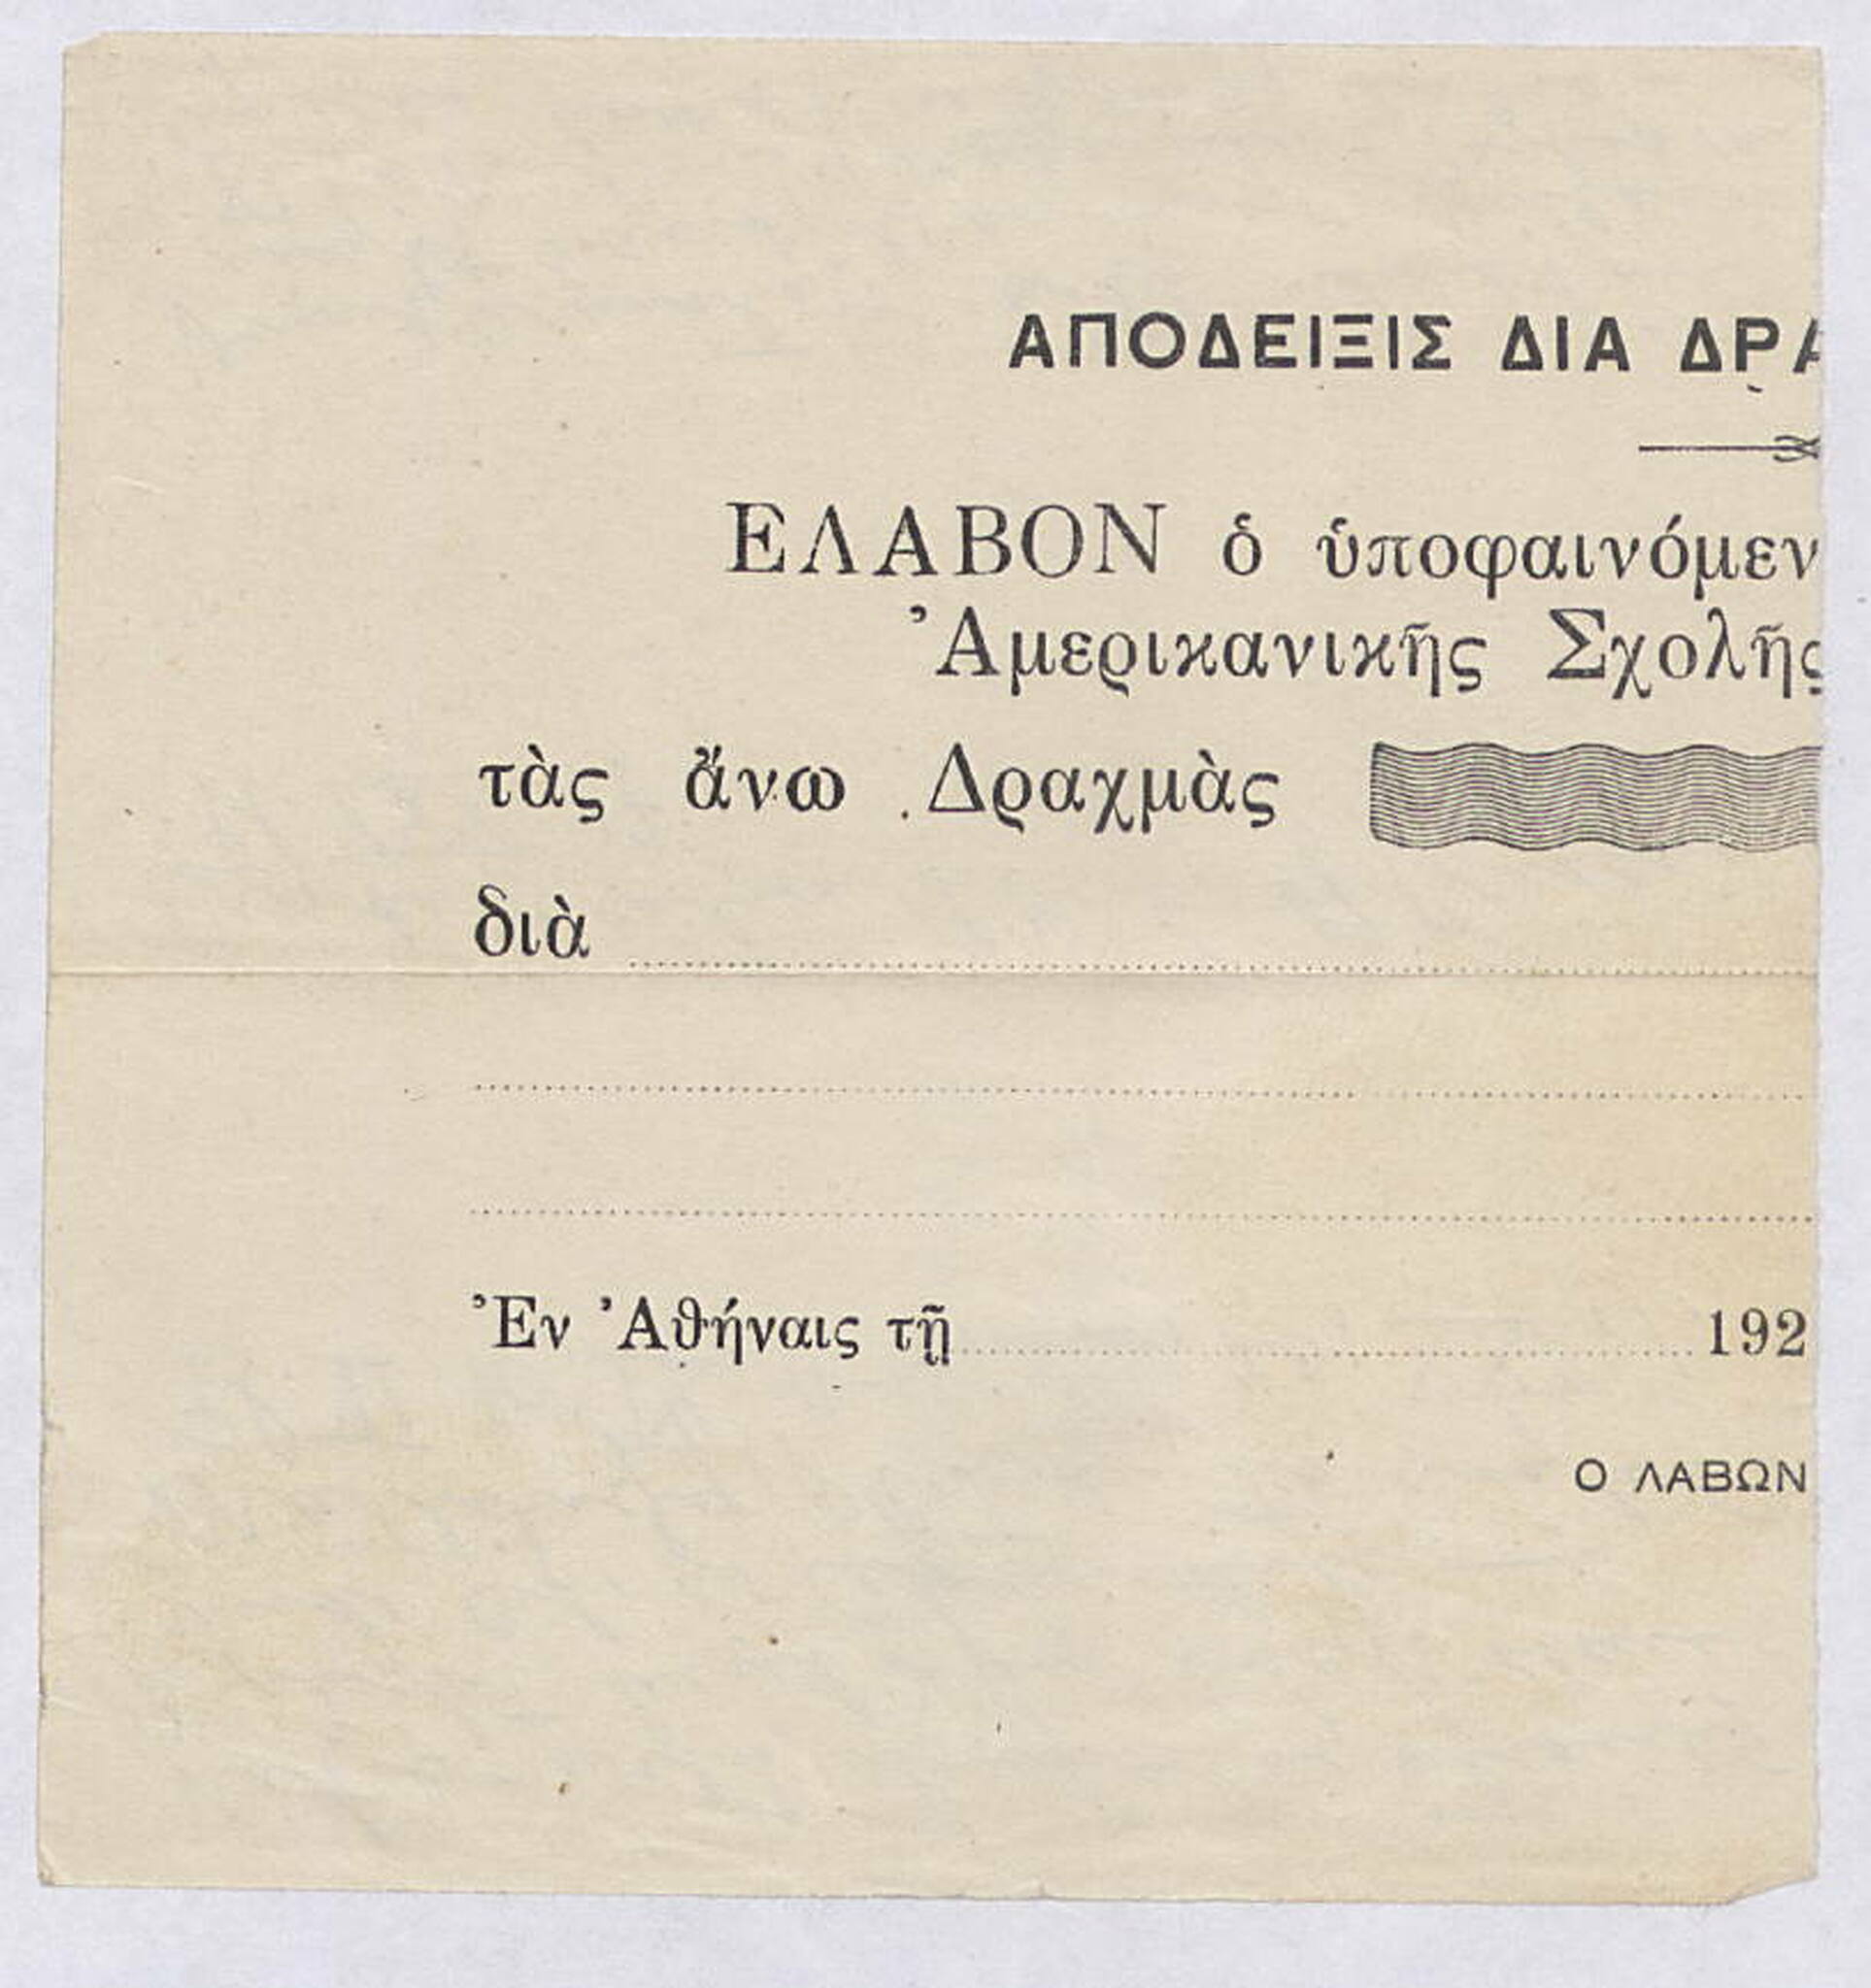 ΑΠΟΔΕΙΞΙΣ ΔΙΑ ΔΡΑ
ΕΛΑΒΟΝ ὁ ὑποφαινόμεν
Ἀμερικανικῆς Σχολῆς
τὰς ἄνω Δραχμὰς
διὰ
Ἐν Ἀθήναις τῇ 192
Ο ΛΑΒΩΝ